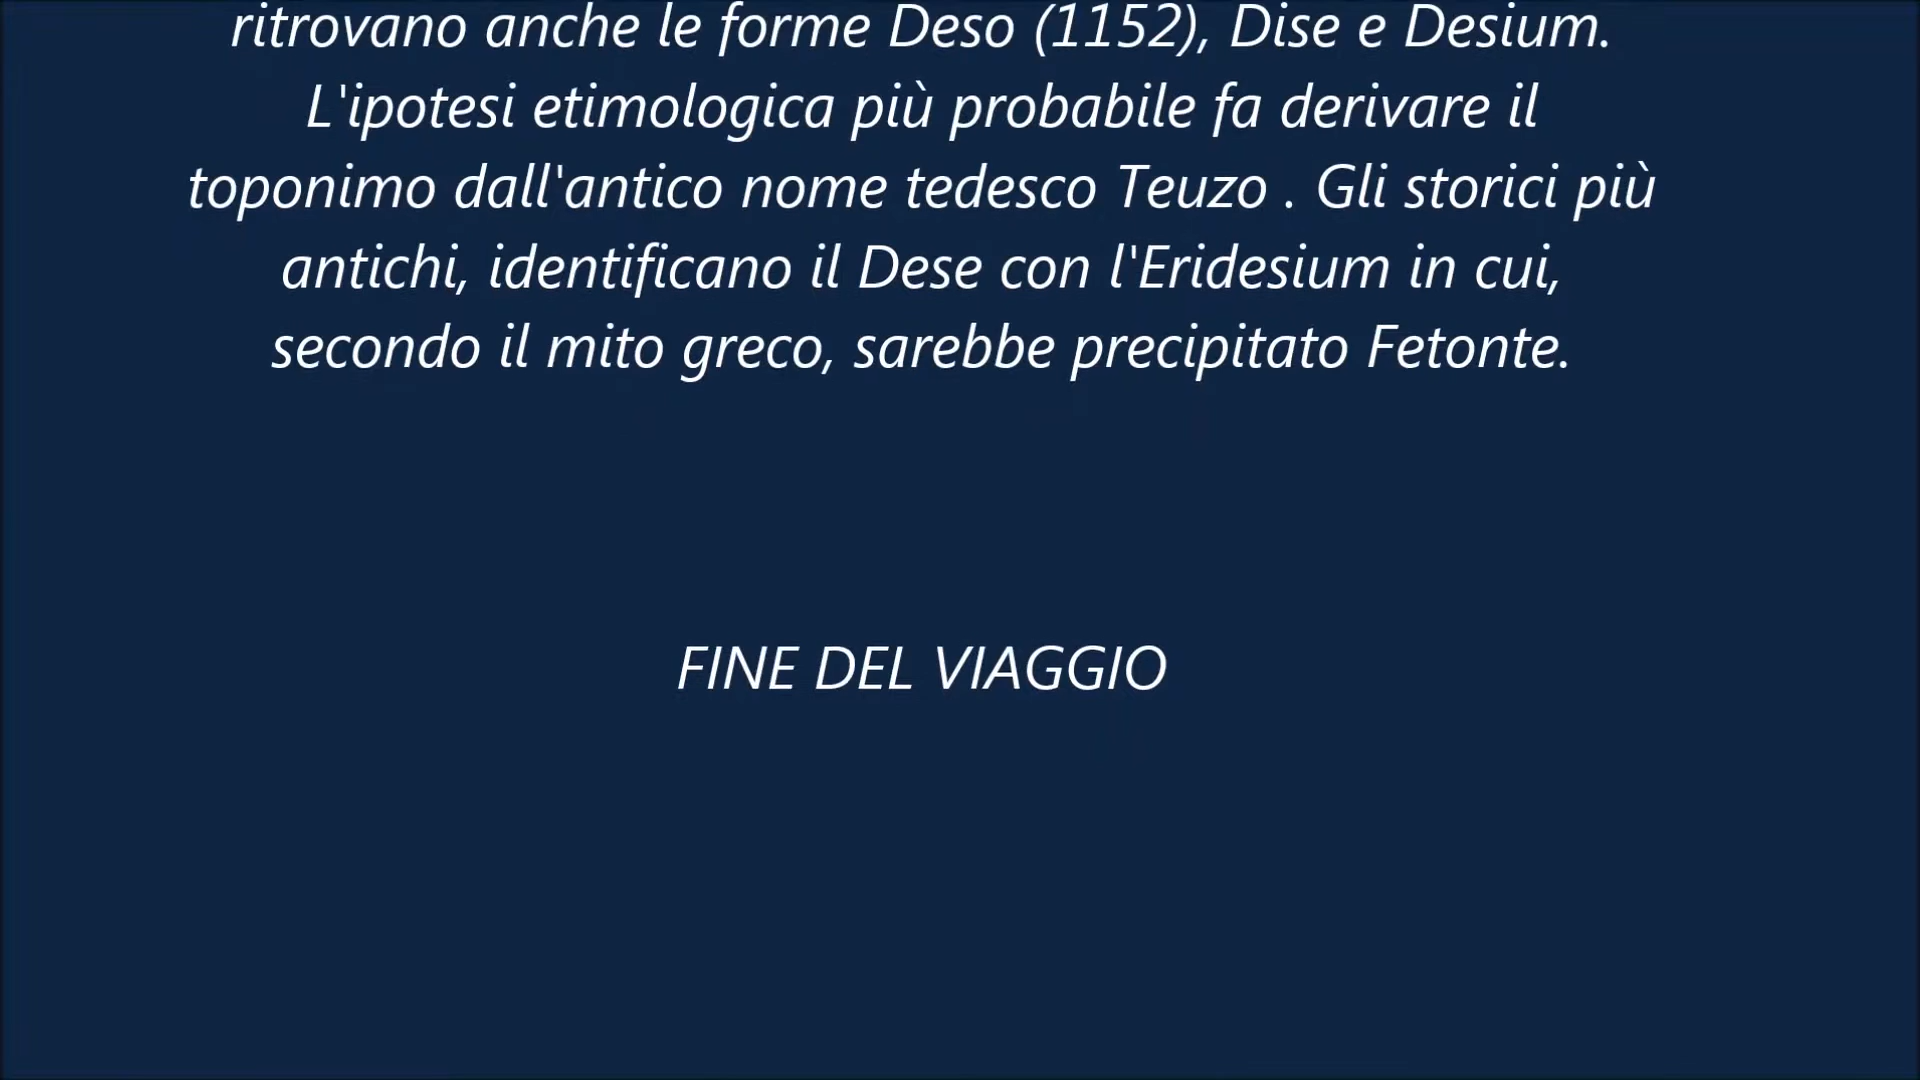 ritrovano anche le forme Deso (1152), Dise e Desium.
L'ipotesi etimologica più probabile fa derivare il
toponimo dall'antico nome tedesco Teuzo . Gli storici più
antichi, identificano il Dese con l'Eridesium in cui,
secondo il mito greco, sarebbe precipitato Fetonte.
FINE DEL VIAGGIO